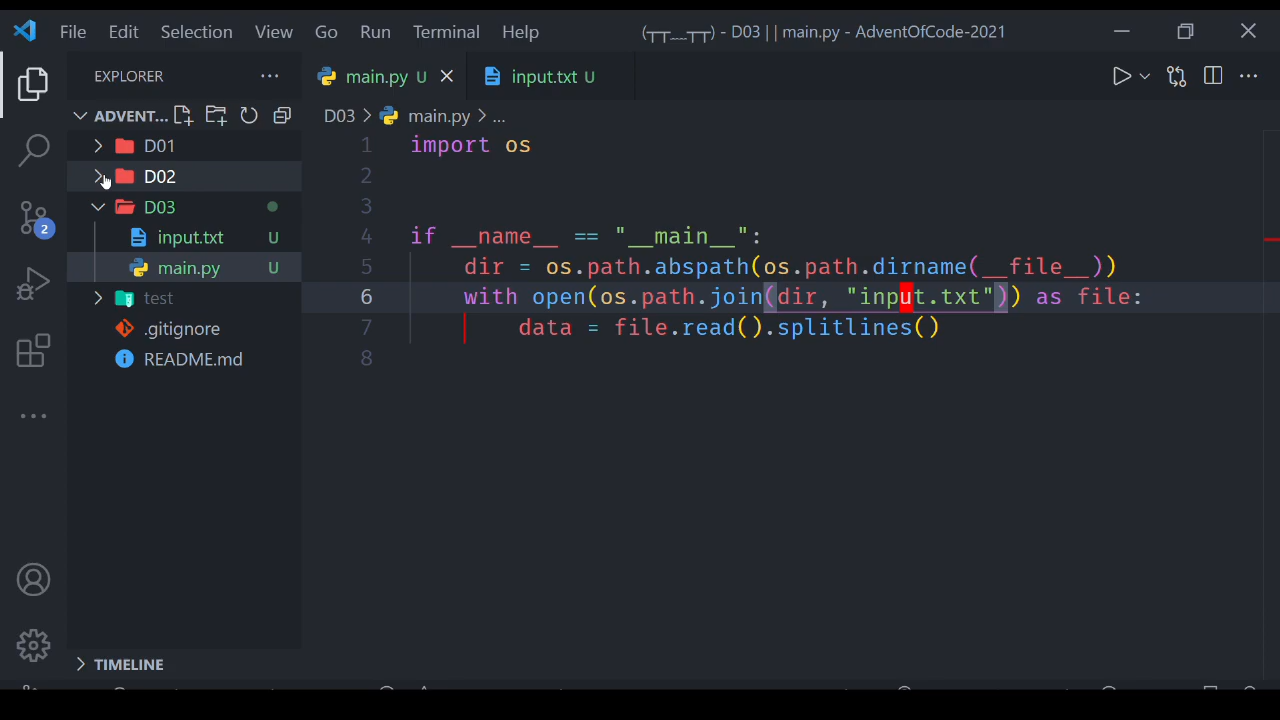 File Edit Selection View Go Run Terminal Help (┬┬﹏┬┬) - D03 || main.py - AdventOfCode-2021
EXPLORER
main.py U
input.txt U
ADVENT...
D03 > main.py > ...
D01
D02
D03
input.txt U
main.py U
test
.gitignore
README.md
2
1 import os
2
3
4 if __name__ == "__main__":
5 dir = os.path.abspath(os.path.dirname(__file__))
6 with open(os.path.join(dir, "input.txt")) as file:
7 data = file.read().splitlines()
8
TIMELINE